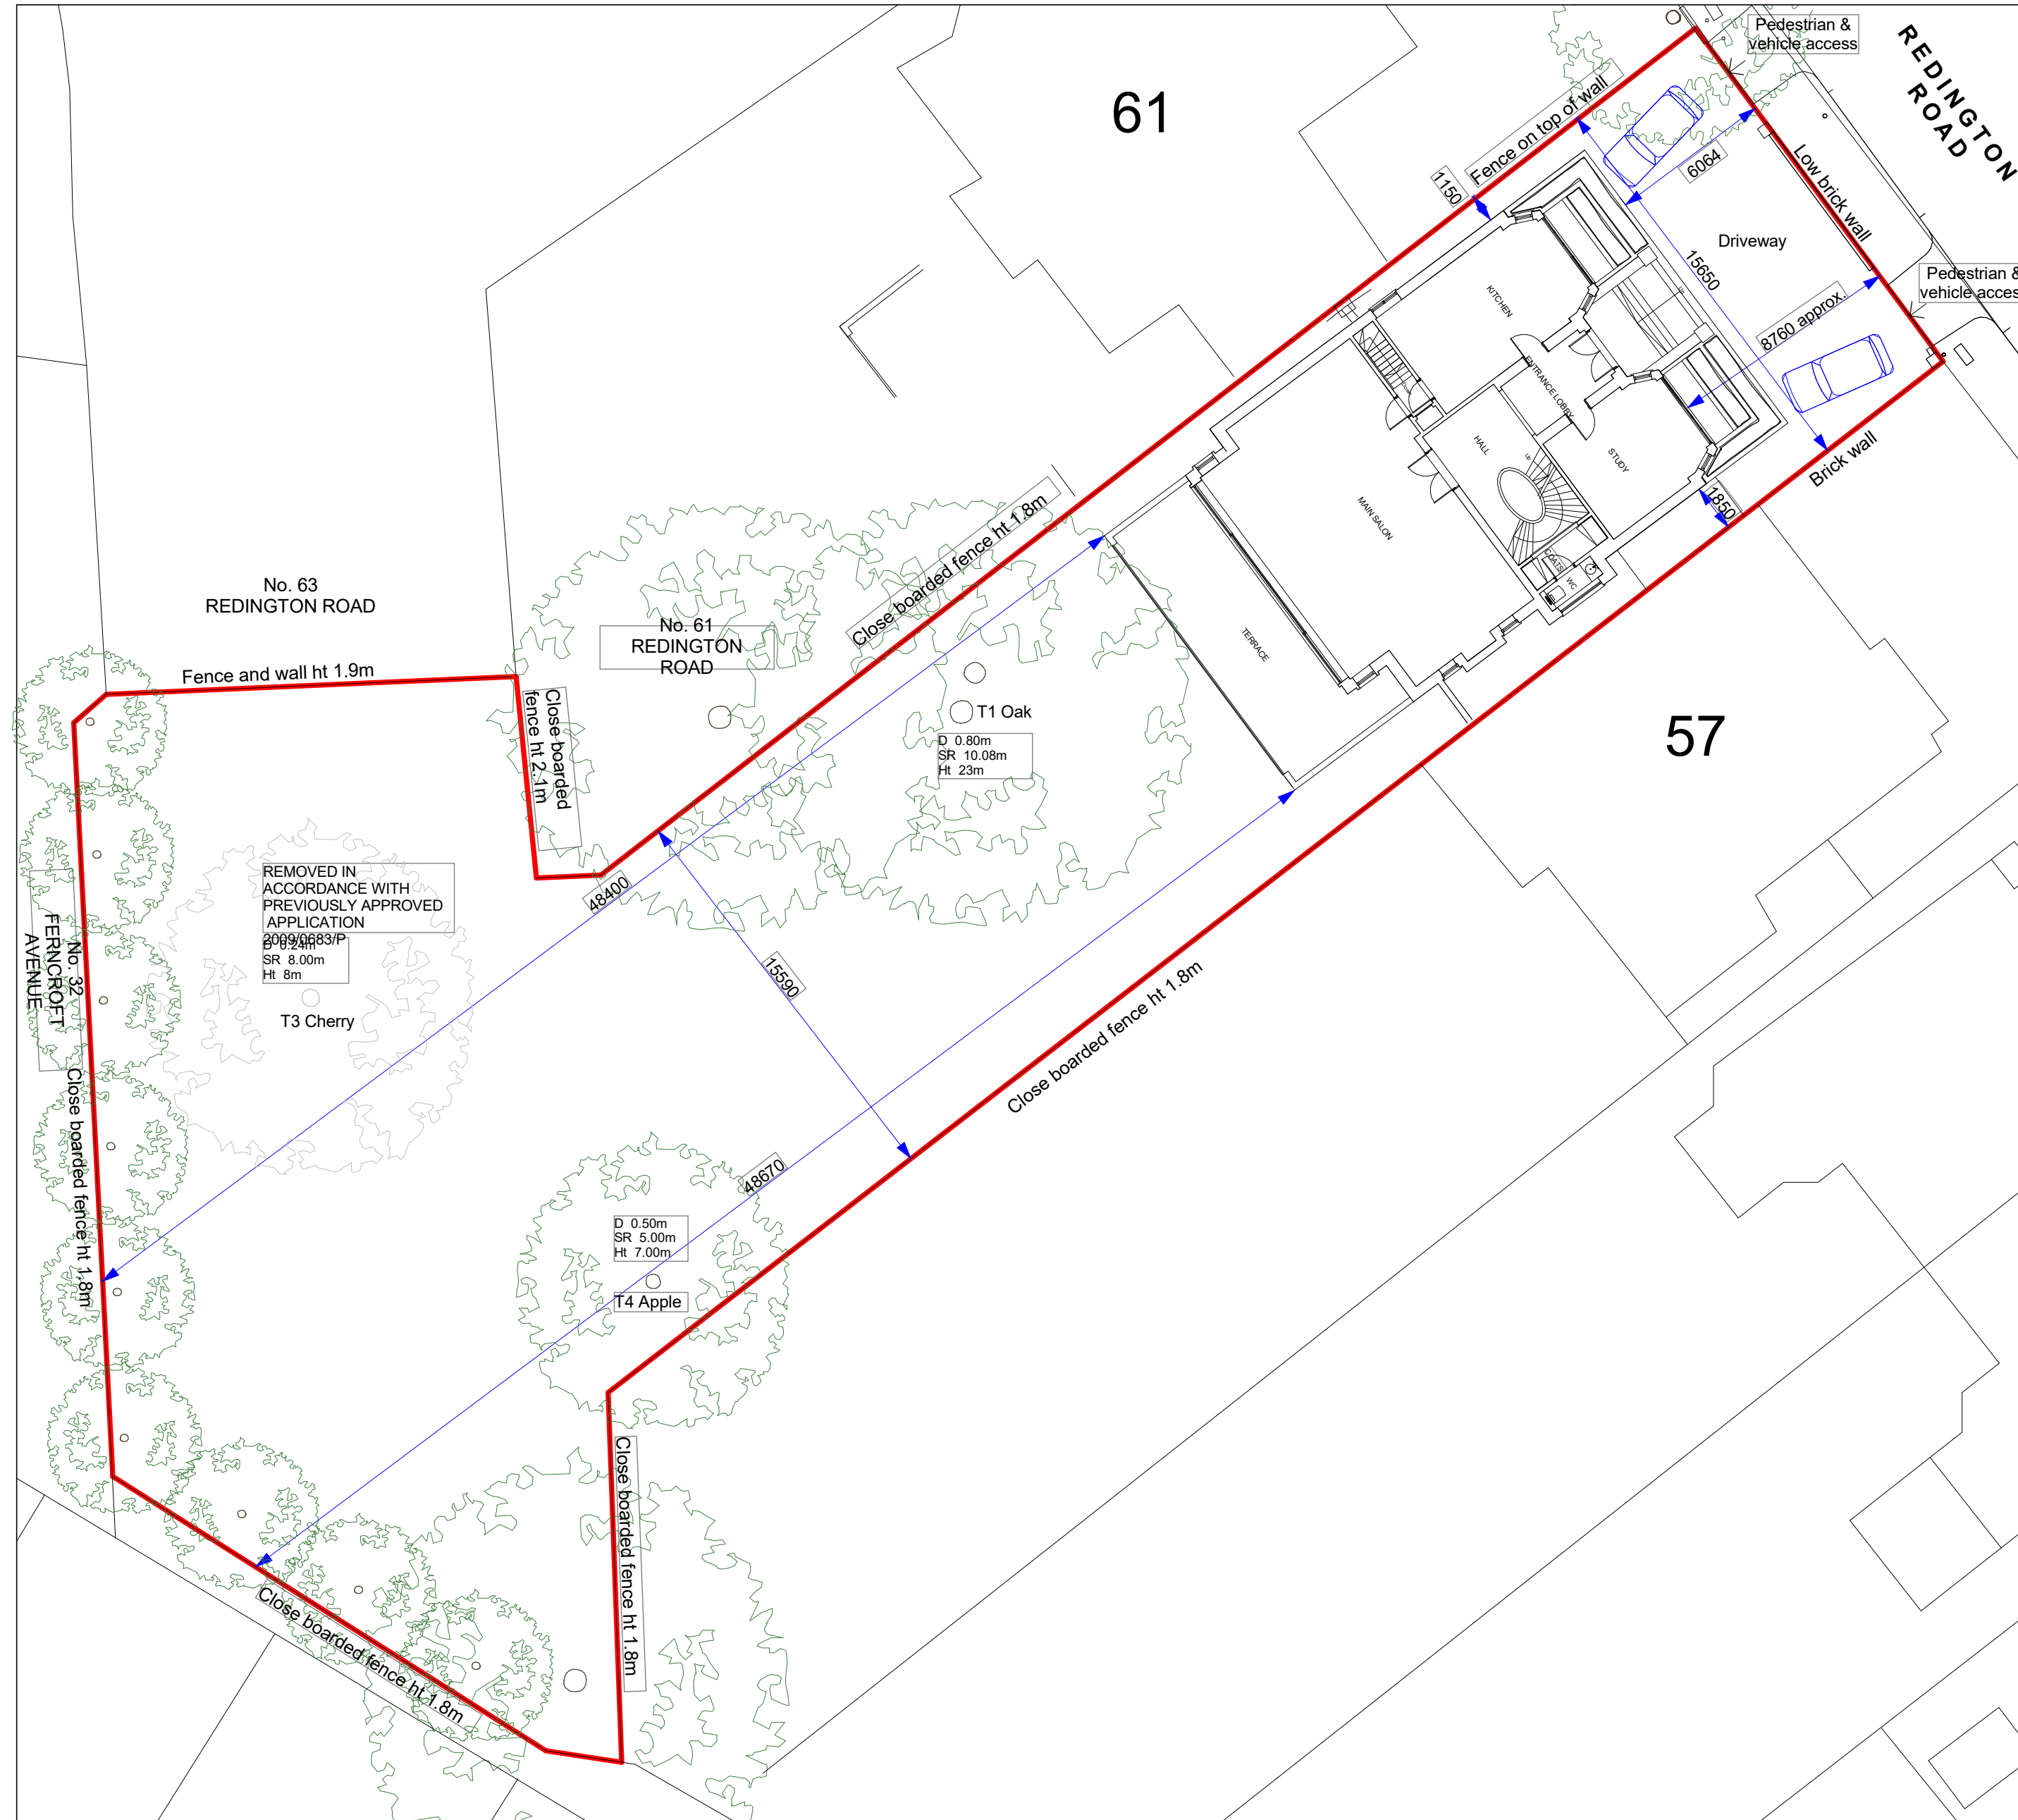 Pedestrian &
vehicle access
REDINGTON
ROAD
61
Fence on top of wall
1150
6064
Low brick wall
Driveway
15650
Pedestrian &
vehicle acces
8760 approx.
KITCHEN
ENTRANCE LOBBY
HALL
Up
STUDY
Brick wall
1850
MAIN SALON
COATS
WC
TERRACE
Close boarded fence ht 1.8m
No. 63
REDINGTON ROAD
No. 61
REDINGTON
ROAD
Fence and wall ht 1.9m
Close boarded
fence ht 2.1m
T1 Oak
D 0.80m
SR 10.08m
Ht 23m
57
48400
REMOVED IN
ACCORDANCE WITH
PREVIOUSLY APPROVED
APPLICATION
2009/0683/P
D 0.24m
SR 8.00m
Ht 8m
T3 Cherry
No. 32
FERNCROFT
AVENUE
15590
Close boarded fence ht 1.8m
Close boarded fence ht 1.8m
48670
D 0.50m
SR 5.00m
Ht 7.00m
T4 Apple
Close boarded fence ht 1.8m
Close boarded fence ht 1.8m